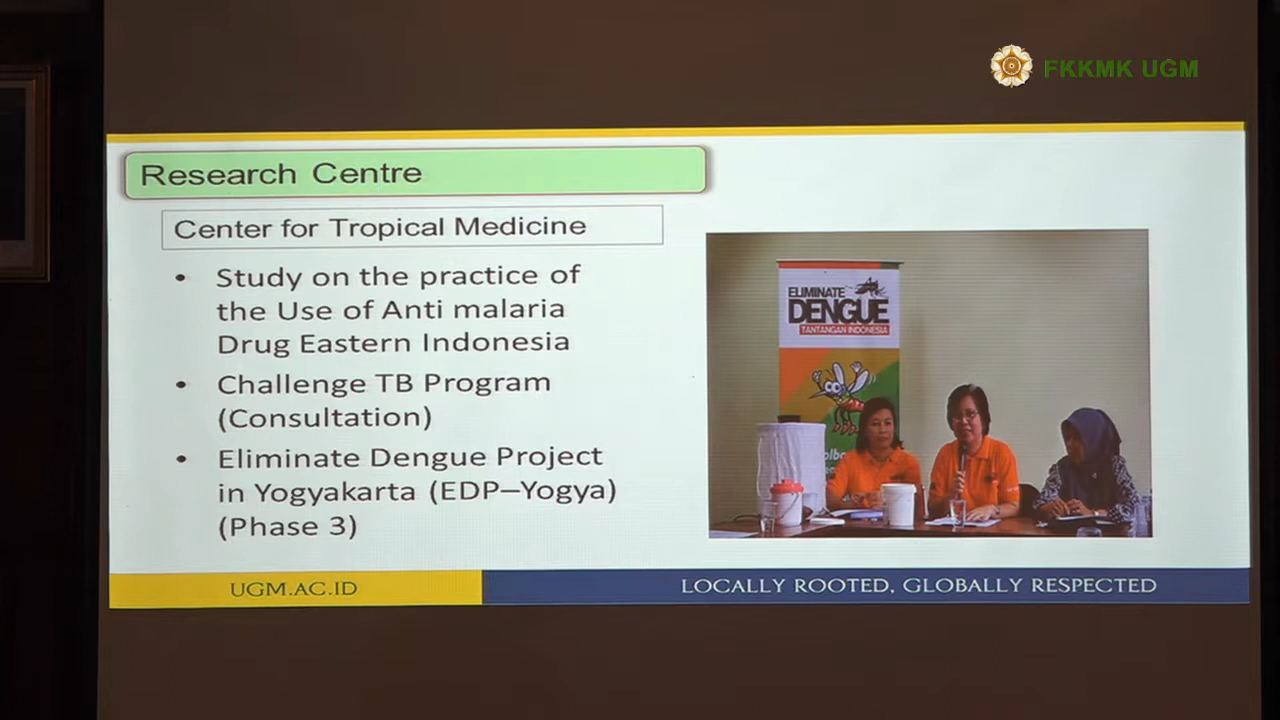 FKKMK UGM
Research Centre
Center for Tropical Medicine
• Study on the practice of
the Use of Anti malaria
Drug Eastern Indonesia
• Challenge TB Program
(Consultation)
• Eliminate Dengue Project
in Yogyakarta (EDP–Yogya)
(Phase 3)
ELIMINATE
DENGUE
TANTANGAN INDONESIA
UGM.AC.ID
LOCALLY ROOTED, GLOBALLY RESPECTED